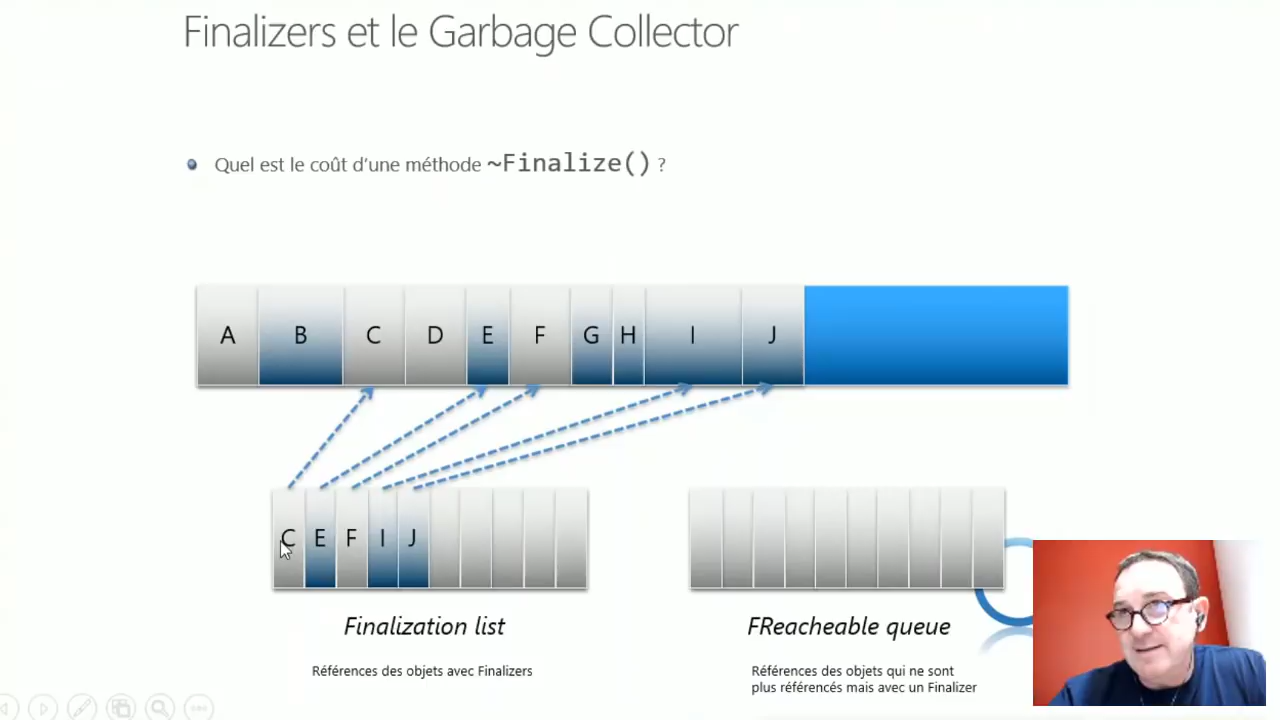 Finalizers et le Garbage Collector
Quel est le coût d'une méthode ~Finalize() ?
A B C D E F G H I J
C E F I J
Finalization list
FReacheable queue
Références des objets avec Finalizers
Références des objets qui ne sont
plus référencés mais avec un Finalizer